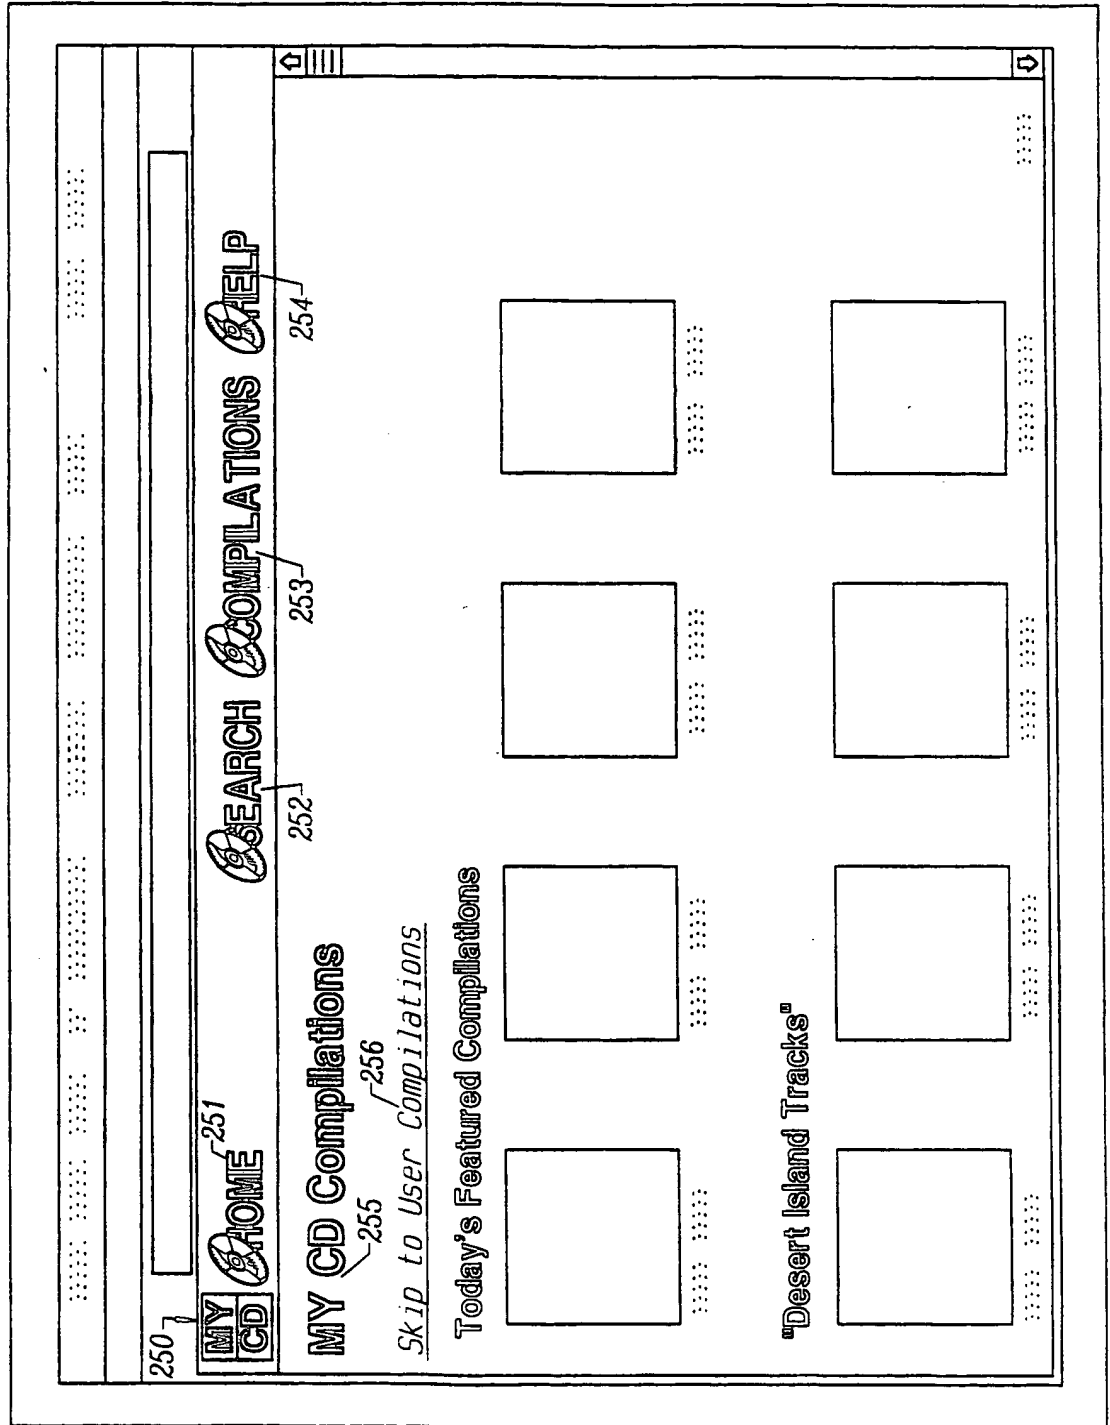 250
MY
CD
HOME
251
SEARCH
252
COMPILATIONS
253
HELP
254
MY CD Compilations
255
Skip to User Compilations
256
Today's Featured Compilations
"Desert Island Tracks"